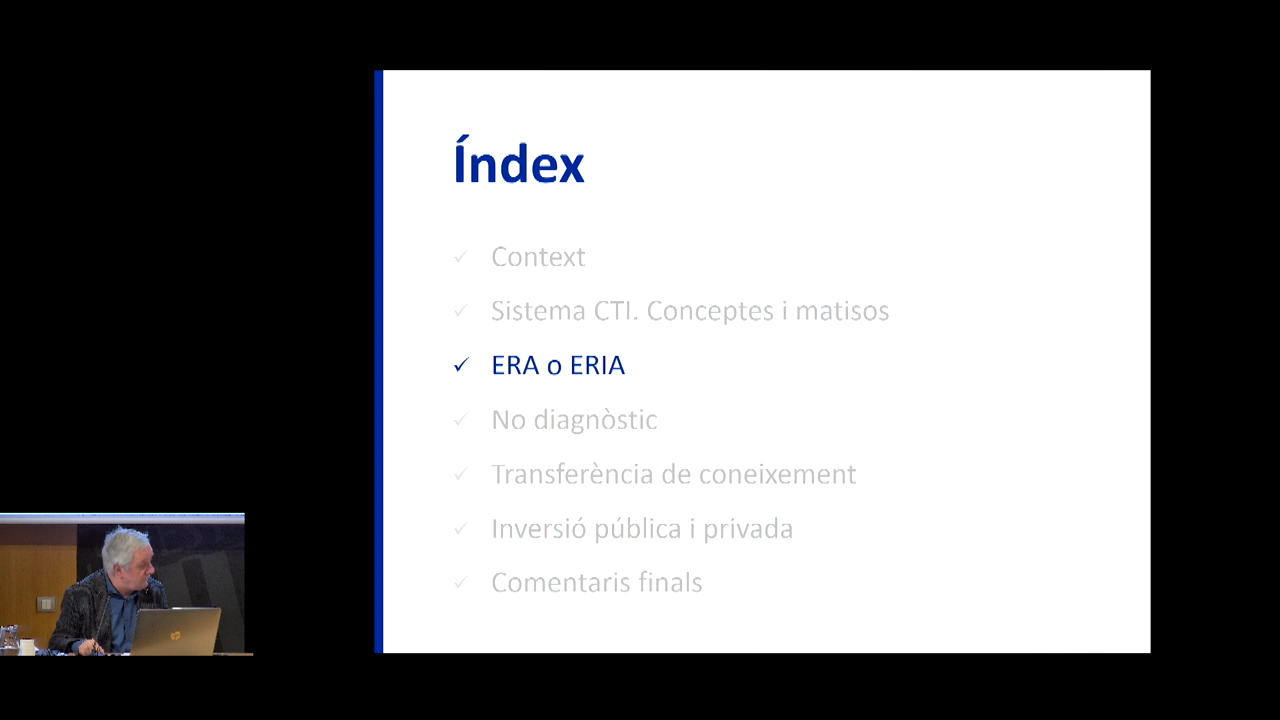 Índex
✓ Context
✓ Sistema CTI. Conceptes i matisos
✓ ERA o ERIA
✓ No diagnòstic
✓ Transferència de coneixement
✓ Inversió pública i privada
✓ Comentaris finals